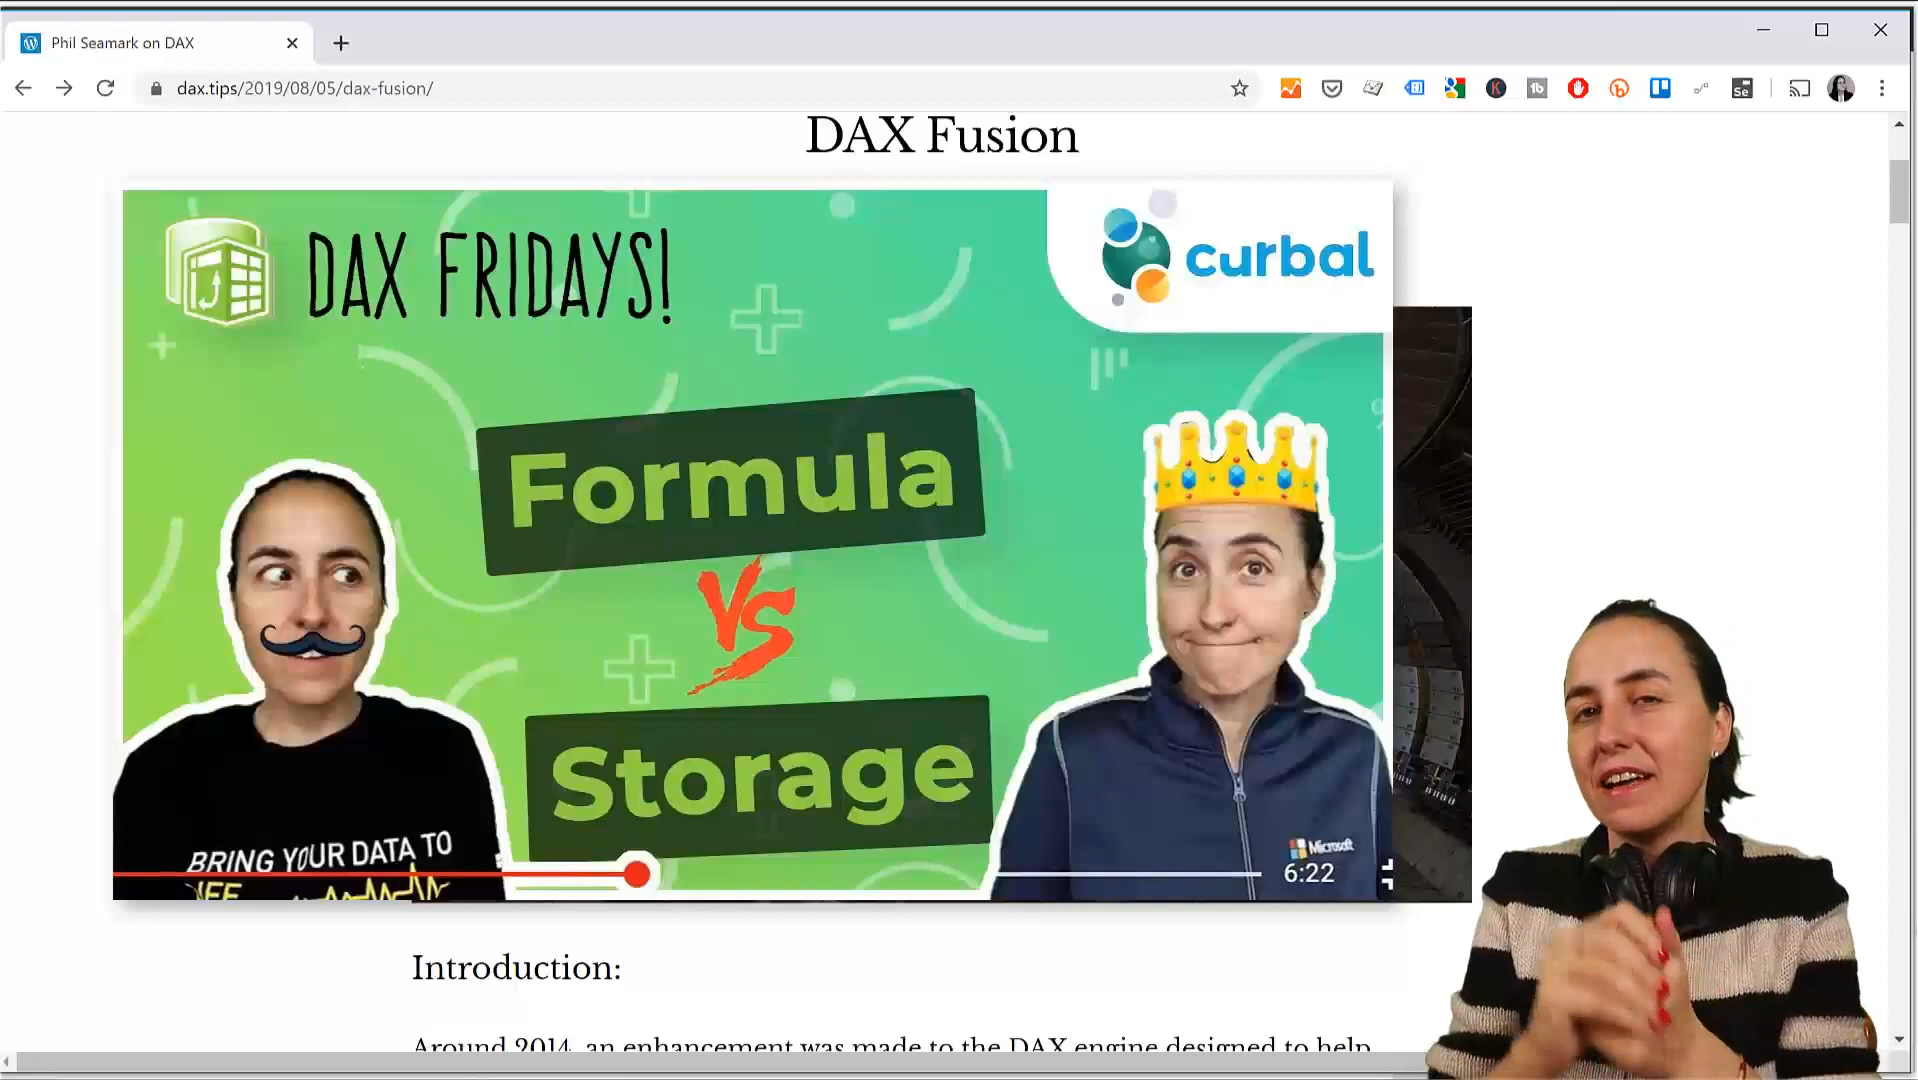 Phil Seamark on DAX
dax.tips/2019/08/05/dax-fusion/
DAX Fusion
DAX FRIDAYS!
curbal
Formula
VS
Storage
BRING YOUR DATA TO
Microsoft
6:22
Introduction:
Around 2014, an enhancement was made to the DAX engine designed to help